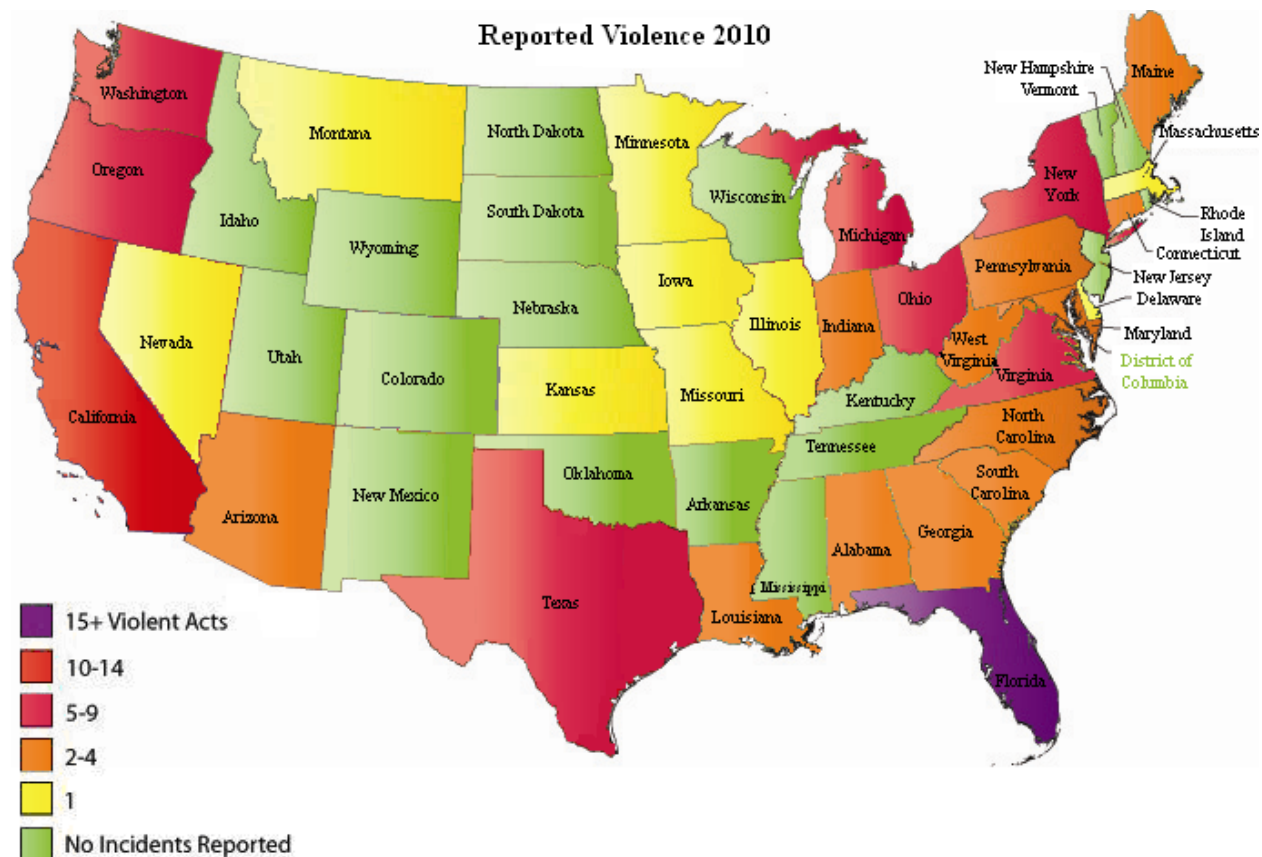 Reported Violence 2010
Washington
Oregon
California
Nevada
Idaho
Montana
Wyoming
Utah
Arizona
Colorado
New Mexico
North Dakota
South Dakota
Nebraska
Kansas
Oklahoma
Texas
Minnesota
Iowa
Missouri
Arkansas
Louisiana
Wisconsin
Illinois
Michigan
Indiana
Ohio
Kentucky
Tennessee
Mississippi
Alabama
Georgia
Florida
South
Carolina
North
Carolina
Virginia
West
Virginia
Pennsylvania
New
York
New Hampshire
Vermont
Maine
Massachusetts
Rhode
Island
Connecticut
New Jersey
Delaware
Maryland
District of
Columbia
15+ Violent Acts
10-14
5-9
2-4
1
No Incidents Reported